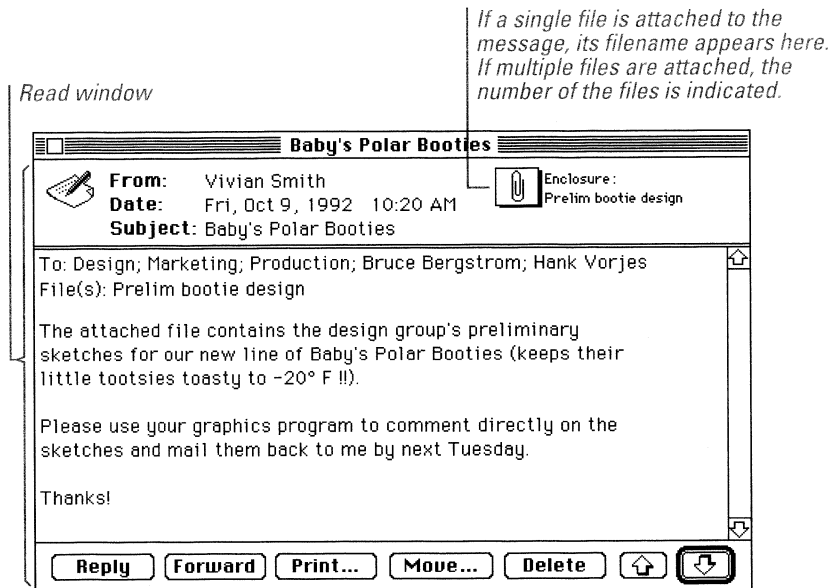 If a single file is attached to the
message, its filename appears here.
If multiple files are attached, the
number of the files is indicated.
Read window
Baby's Polar Booties
From: Vivian Smith
Date: Fri, Oct 9, 1992 10:20 AM
Subject: Baby's Polar Booties
Enclosure:
Prelim bootie design
To: Design; Marketing; Production; Bruce Bergstrom; Hank Vorjes
File(s): Prelim bootie design
The attached file contains the design group's preliminary
sketches for our new line of Baby's Polar Booties (keeps their
little tootsies toasty to -20° F !!).
Please use your graphics program to comment directly on the
sketches and mail them back to me by next Tuesday.
Thanks!
Reply Forward Print... Move... Delete